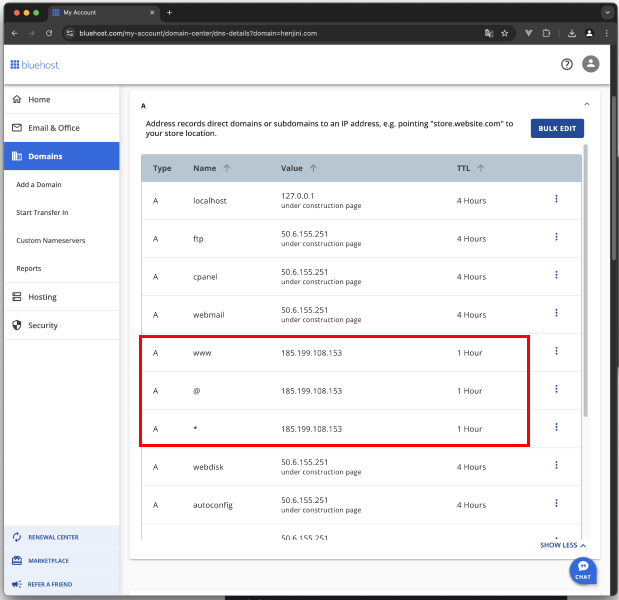 My Account
bluehost.com/my-account/domain-center/dns-details?domain=henjini.com
bluehost
Home
Email & Office
Domains
Add a Domain
Start Transfer In
Custom Nameservers
Reports
Hosting
Security
RENEWAL CENTER
MARKETPLACE
REFER A FRIEND
A
Address records direct domains or subdomains to an IP address, e.g. pointing "store.website.com" to
your store location.
BULK EDIT
Type Name Value TTL
A localhost 127.0.0.1 4 Hours
under construction page
A ftp 50.6.155.251 4 Hours
under construction page
A cpanel 50.6.155.251 4 Hours
under construction page
A webmail 50.6.155.251 4 Hours
under construction page
A www 185.199.108.153 1 Hour
A @ 185.199.108.153 1 Hour
A * 185.199.108.153 1 Hour
A webdisk 50.6.155.251 4 Hours
under construction page
A autoconfig 50.6.155.251 4 Hours
under construction page
50.6.155.251
SHOW LESS
CHAT